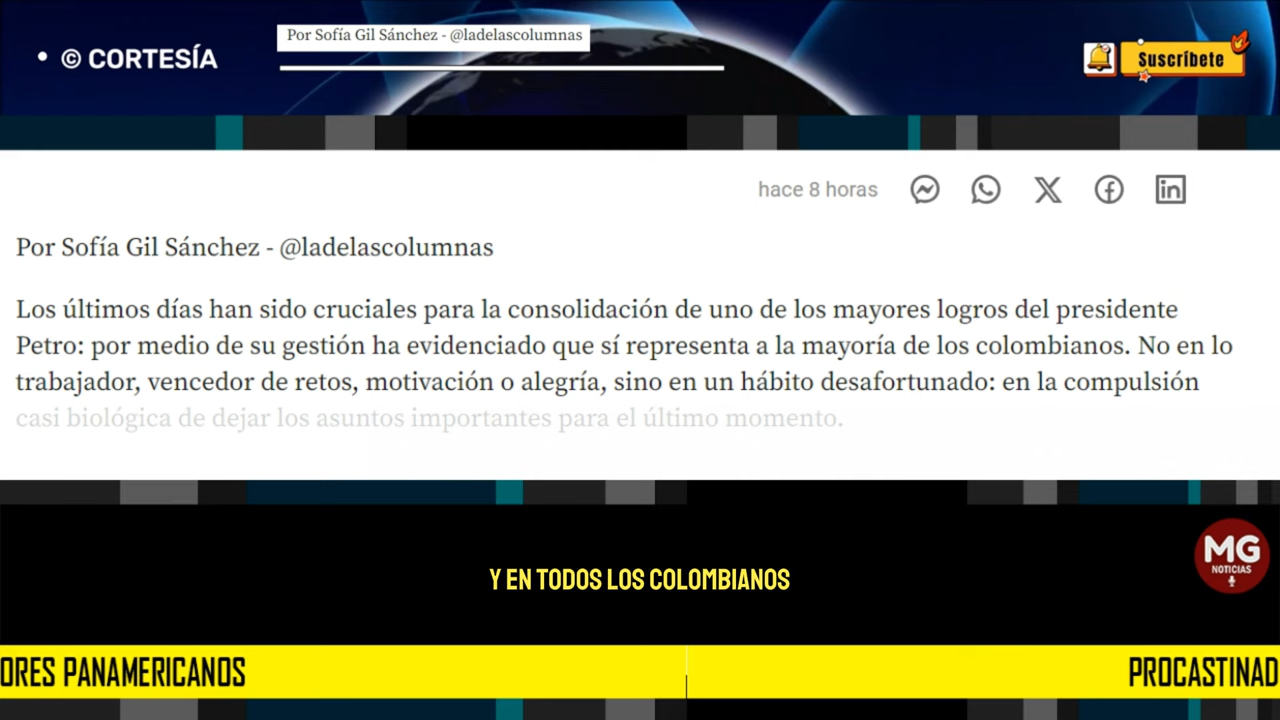 • © CORTESÍA
Por Sofía Gil Sánchez - @ladelascolumnas
Suscríbete
hace 8 horas
Por Sofía Gil Sánchez - @ladelascolumnas
Los últimos días han sido cruciales para la consolidación de uno de los mayores logros del presidente
Petro: por medio de su gestión ha evidenciado que sí representa a la mayoría de los colombianos. No en lo
trabajador, vencedor de retos, motivación o alegría, sino en un hábito desafortunado: en la compulsión
casi biológica de dejar los asuntos importantes para el último momento.
Y EN TODOS LOS COLOMBIANOS
MG
NOTICIAS
ORES PANAMERICANOS
PROCASTINAD